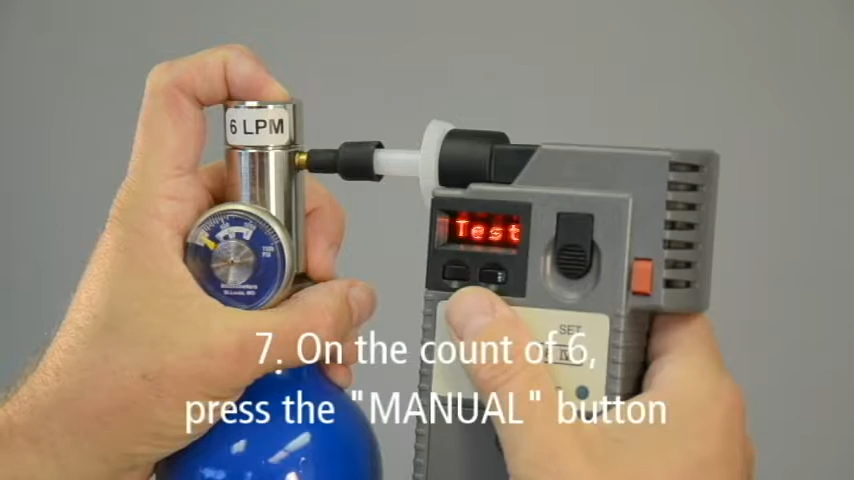 6 LPM
Test
SET
7. On the count of 6,
press the "MANUAL" button